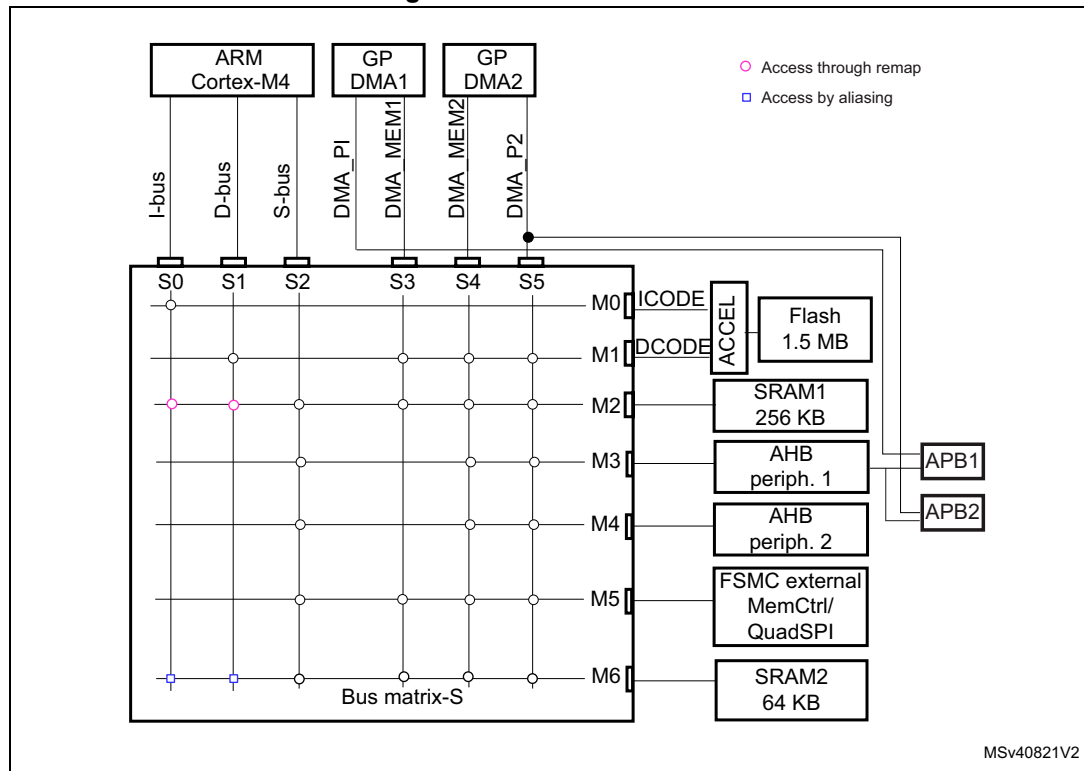 ARM
Cortex-M4
GP
DMA1
GP
DMA2
Access through remap
Access by aliasing
I-bus
D-bus
S-bus
DMA_PI
DMA_MEM1
DMA_MEM2
DMA_P2
S0 S1 S2 S3 S4 S5
M0
ICODE
ACCEL
Flash
1.5 MB
M1
DCODE
M2
SRAM1
256 KB
M3
AHB
periph. 1
APB1
M4
AHB
periph. 2
APB2
M5
FSMC external
MemCtrl/
QuadSPI
M6
SRAM2
64 KB
Bus matrix-S
MSv40821V2